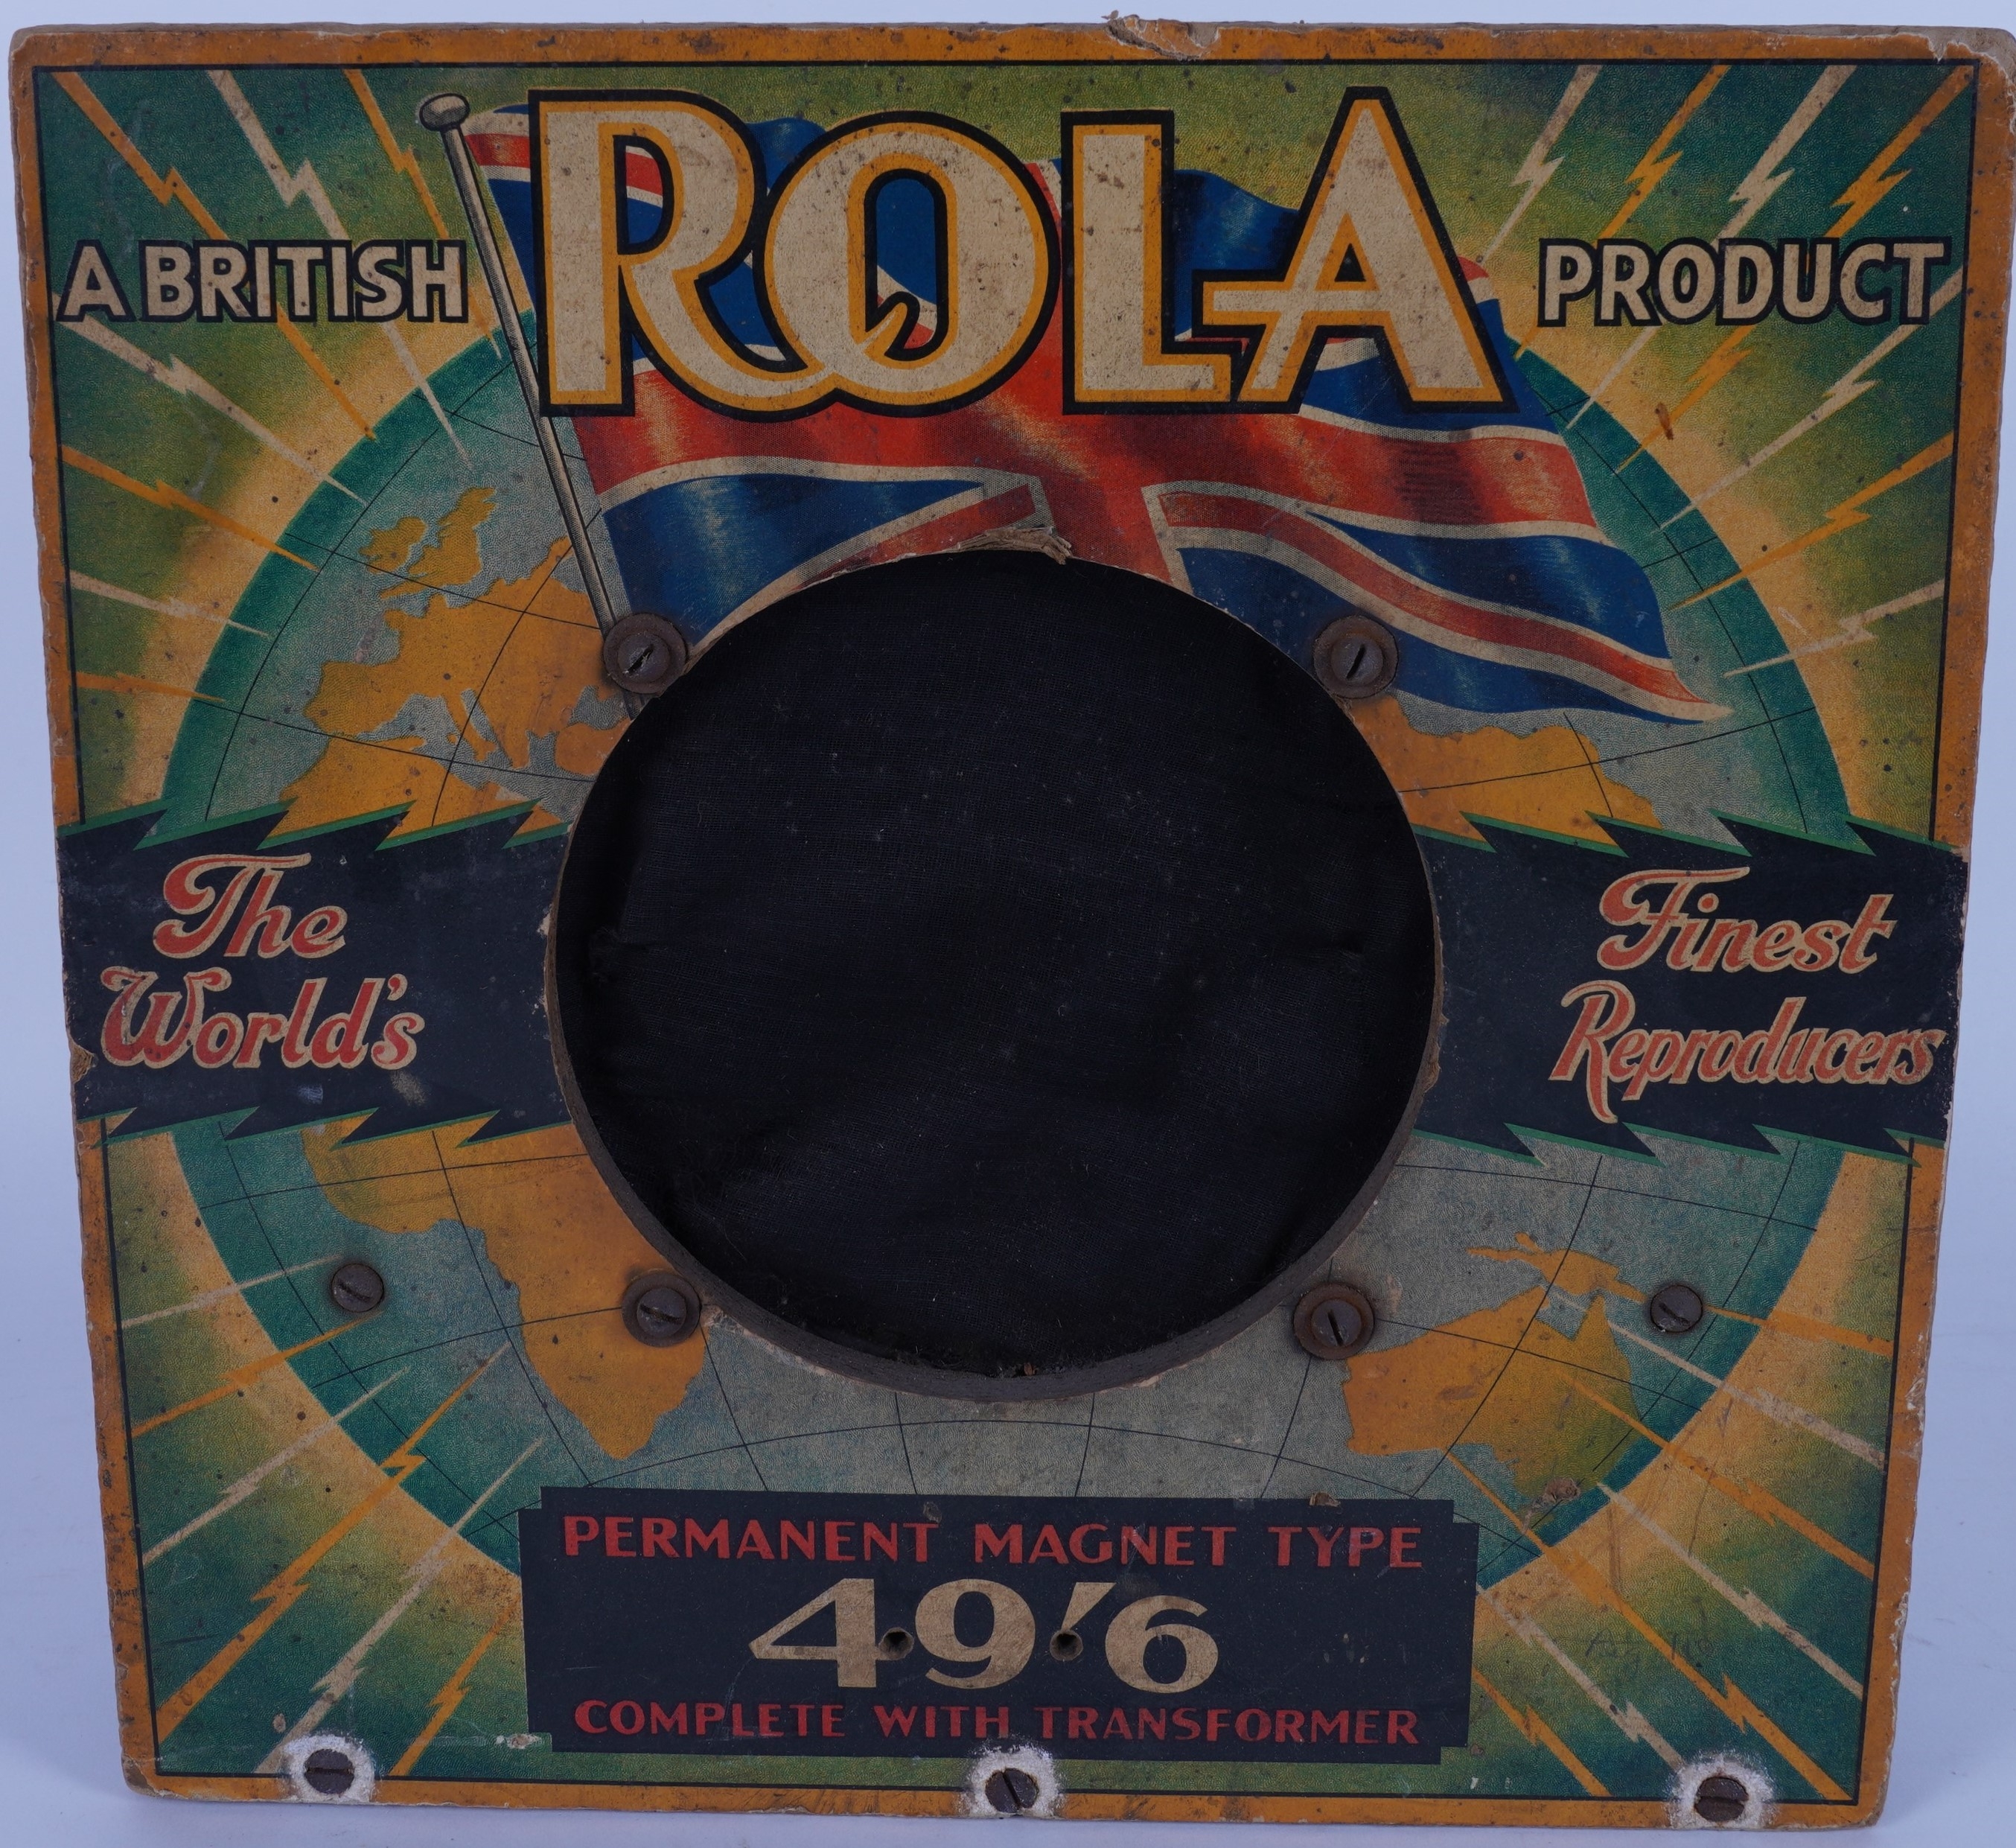 ROLA
A BRITISH PRODUCT
The Finest
World's Reproducers
PERMANENT MAGNET TYPE
49'6
COMPLETE WITH TRANSFORMER